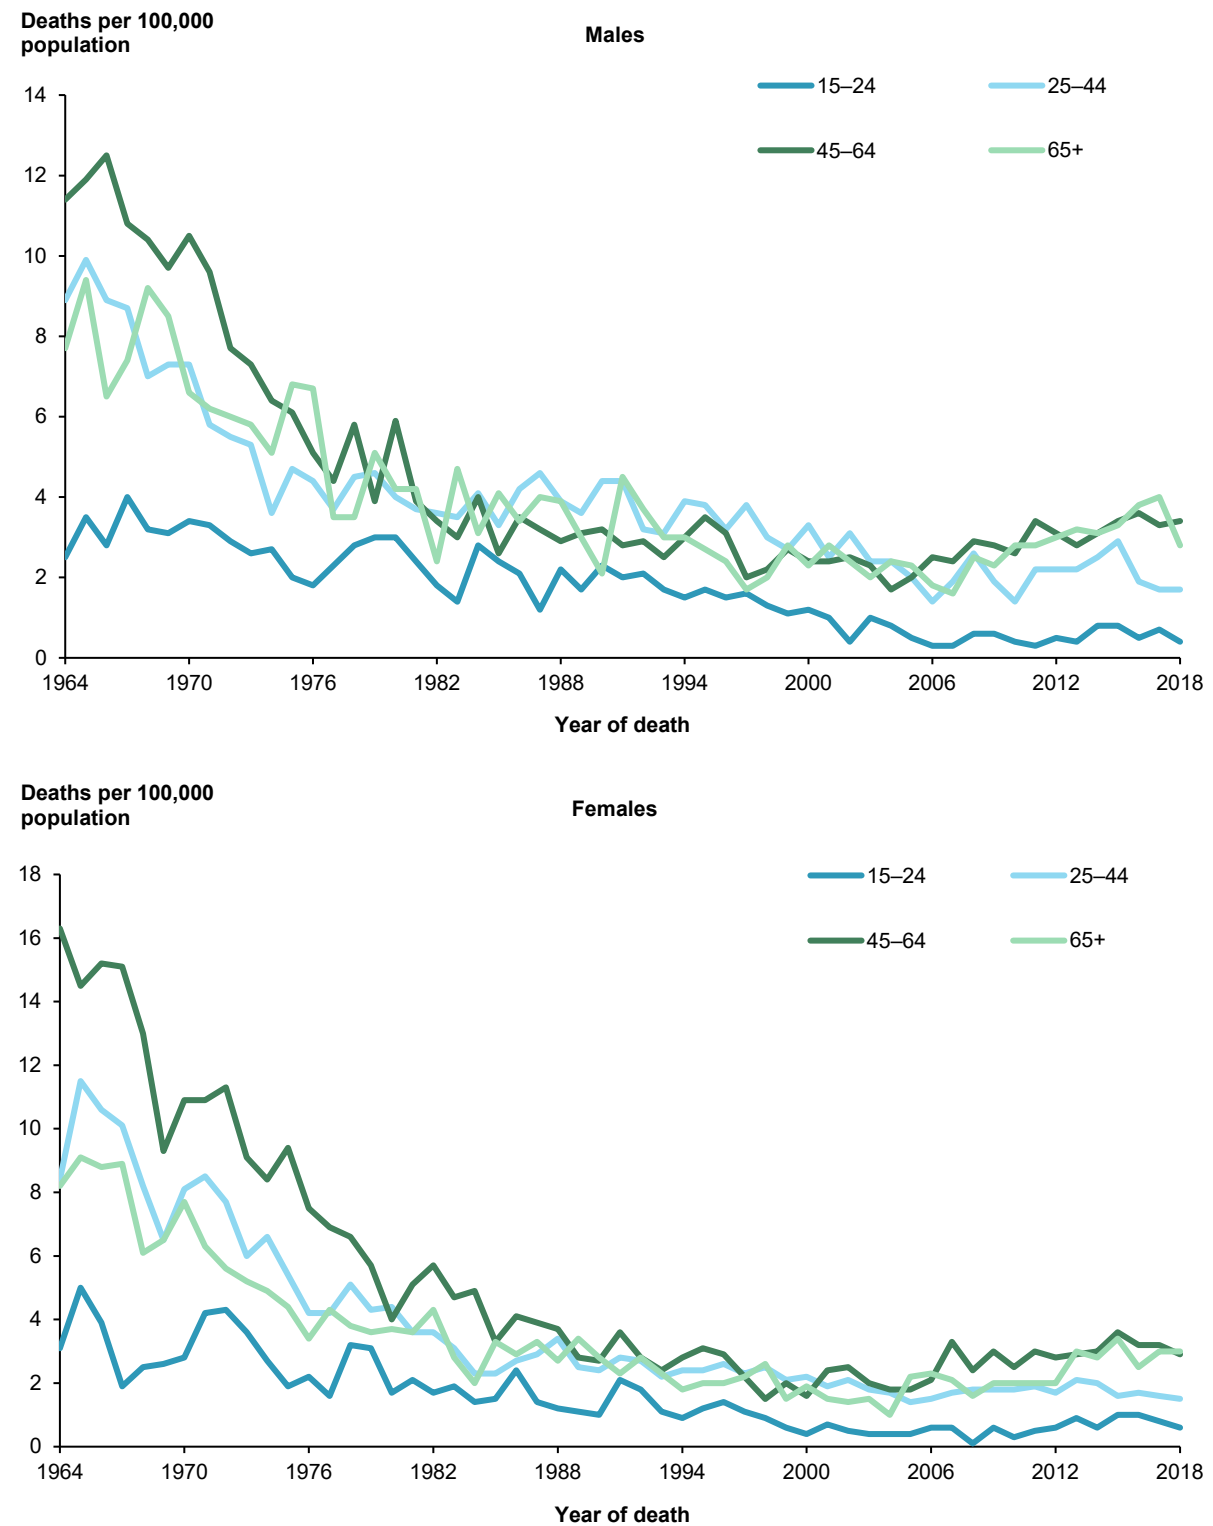 Deaths per 100,000
population
Males
15–24
25–44
45–64
65+
14
12
10
8
6
4
2
0
1964 1970 1976 1982 1988 1994 2000 2006 2012 2018
Year of death
Deaths per 100,000
population
Females
15–24
25–44
45–64
65+
18
16
14
12
10
8
6
4
2
0
1964 1970 1976 1982 1988 1994 2000 2006 2012 2018
Year of death